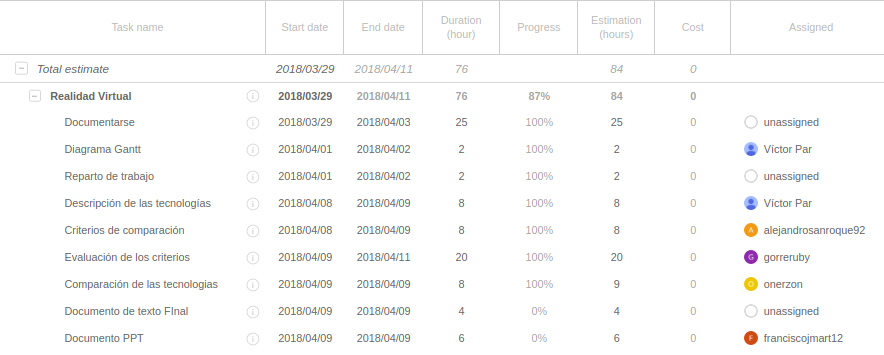 Task name Start date End date Duration (hour) Progress Estimation (hours) Cost Assigned
Total estimate 2018/03/29 2018/04/11 76 84 0
Realidad Virtual 2018/03/29 2018/04/11 76 87% 84 0
Documentarse 2018/03/29 2018/04/03 25 100% 25 0 unassigned
Diagrama Gantt 2018/04/01 2018/04/02 2 100% 2 0 Víctor Par
Reparto de trabajo 2018/04/01 2018/04/02 2 100% 2 0 unassigned
Descripción de las tecnologías 2018/04/08 2018/04/09 8 100% 8 0 Víctor Par
Criterios de comparación 2018/04/08 2018/04/09 8 100% 8 0 A alejandrosanroque92
Evaluación de los criterios 2018/04/09 2018/04/11 20 100% 20 0 G gorreruby
Comparación de las tecnologias 2018/04/09 2018/04/09 8 100% 9 0 O onerzon
Documento de texto FInal 2018/04/09 2018/04/09 4 0% 4 0 unassigned
Documento PPT 2018/04/09 2018/04/09 6 0% 6 0 F franciscojmart12